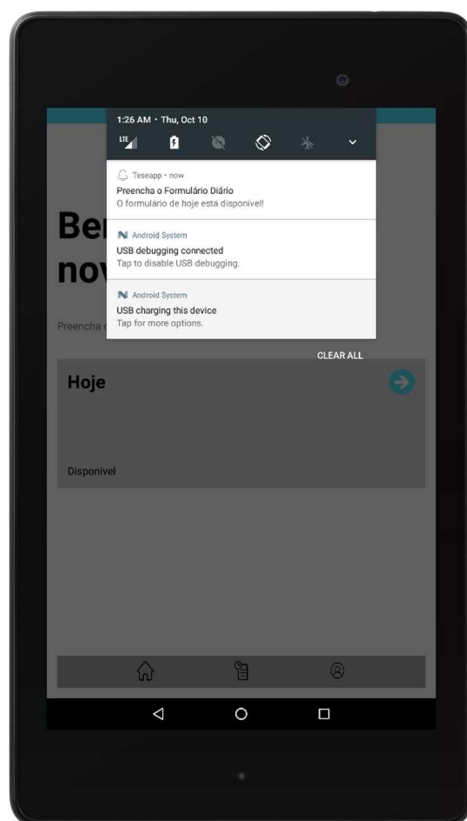 1:26 AM • Thu, Oct 10
LTE
Teseapp • now
Preencha o Formulário Diário
O formulário de hoje está disponivel!
Android System
USB debugging connected
Tap to disable USB debugging.
Android System
USB charging this device
Tap for more options.
CLEAR ALL
Be
nov
Preencha
Hoje
Disponível